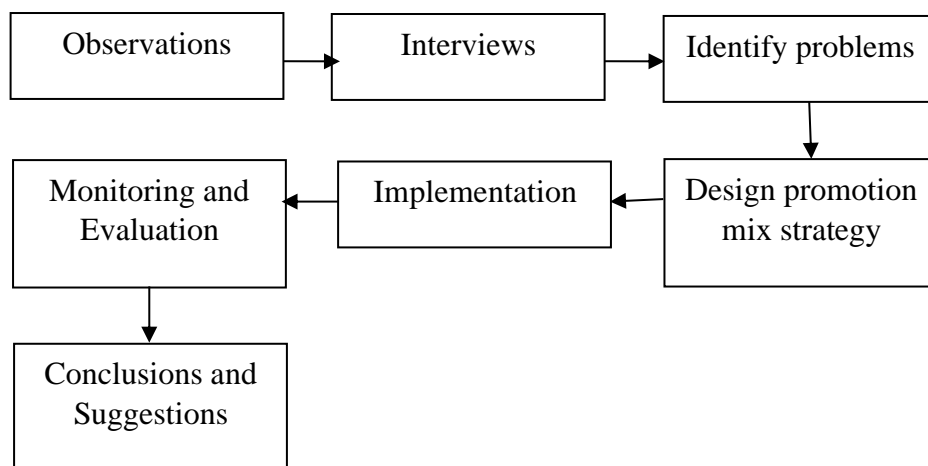 Observations
Interviews
Identify problems
Design promotion
mix strategy
Implementation
Monitoring and
Evaluation
Conclusions and
Suggestions